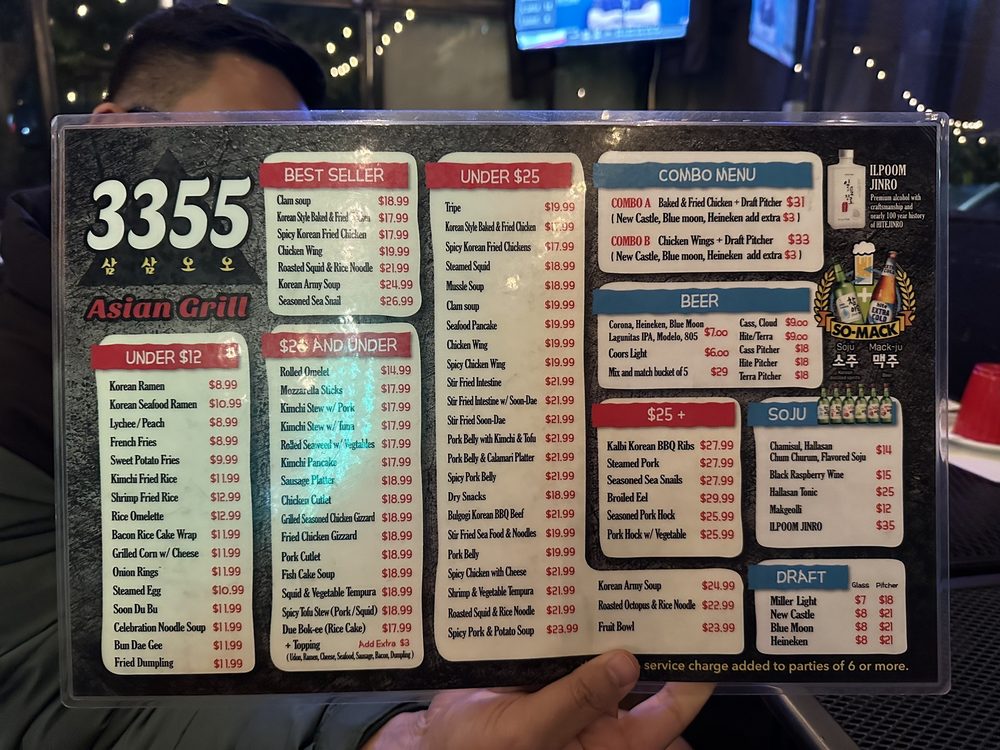 3355
삼 삼 오 오
Asian Grill
UNDER $12
Korean Ramen $8.99
Korean Seafood Ramen $10.99
Lychee / Peach $8.99
French Fries $8.99
Sweet Potato Fries $9.99
Kimchi Fried Rice $11.99
Shrimp Fried Rice $12.99
Rice Omelette $12.99
Bacon Rice Cake Wrap $11.99
Grilled Corn w/ Cheese $11.99
Onion Rings $11.99
Steamed Egg $10.99
Soon Du Bu $11.99
Celebration Noodle Soup $11.99
Bun Dae Gee $11.99
Fried Dumpling $11.99
BEST SELLER
Clam soup $18.99
Korean Style Baked & Fried Chicken $17.99
Spicy Korean Fried Chicken $17.99
Chicken Wing $19.99
Roasted Squid & Rice Noodle $21.99
Korean Army Soup $24.99
Seasoned Sea Snail $26.99
AND UNDER
Rolled Omelet $14.99
Mozzarella Sticks $17.99
Kimchi Stew w/ Pork $17.99
Kimchi Stew w/ Tuna $17.99
Rolled Seaweed w/ Vegtables $17.99
Kimchi Pancake $17.99
Sausage Platter $18.99
Chicken Cutlet $18.99
Grilled Seasoned Chicken Gizzard $18.99
Fried Chicken Gizzard $18.99
Pork Cutlet $18.99
Fish Cake Soup $18.99
Squid & Vegetable Tempura $18.99
Spicy Tofu Stew (Pork /Squid) $18.99
Due Bok-ee (Rice Cake) $17.99
+ Topping Add Extra $3
( Udon, Ramen, Cheese, Seafood, Sausage, Bacon, Dumpling )
UNDER $25
Tripe $19.99
Korean Style Baked & Fried Chicken $17.99
Spicy Korean Fried Chickens $17.99
Steamed Squid $18.99
Mussle Soup $18.99
Clam soup $19.99
Seafood Pancake $19.99
Chicken Wing $19.99
Spicy Chicken Wing $19.99
Stir Fried Intestine $21.99
Stir Fried Intestine w/ Soon-Dae $21.99
Stir Fried Soon-Dae $21.99
Pork Belly with Kimchi & Tofu $21.99
Pork Belly & Calamari Platter $21.99
Spicy Pork Belly $21.99
Dry Snacks $18.99
Bulgogi Korean BBQ Beef $21.99
Stir Fried Sea Food & Noodles $19.99
Pork Belly $19.99
Spicy Chicken with Cheese $21.99
Shrimp & Vegetable Tempura $21.99
Roasted Squid & Rice Noodle $21.99
Spicy Pork & Potato Soup $23.99
Korean Army Soup $24.99
Roasted Octopus & Rice Noodle $22.99
Fruit Bowl $23.99
COMBO MENU
COMBO A Baked & Fried Chicken + Draft Pitcher $31
( New Castle, Blue moon, Heineken add extra $3 )
COMBO B Chicken Wings + Draft Pitcher $33
( New Castle, Blue moon, Heineken add extra $3 )
BEER
Corona, Heineken, Blue Moon
Lagunitas IPA, Modelo, 805 $7.00
Coors Light $6.00
Mix and match bucket of 5 $29
Cass, Cloud $9.00
Hite/Terra $9.00
Cass Pitcher $18
Hite Pitcher $18
Terra Pitcher $18
$25 +
Kalbi Korean BBQ Ribs $27.99
Steamed Pork $27.99
Seasoned Sea Snails $27.99
Broiled Eel $29.99
Seasoned Pork Hock $25.99
Pork Hock w/ Vegetable $25.99
ILPOOM
JINRO
Premium alcohol with
craftsmanship and
nearly 100 year history
of HITEJINRO
EXTRA
COLD
SO-MACK
Soju Mack-ju
소주 맥주
SOJU
Chamisul, Hallasan
Chum Churum, Flavored Soju $14
Black Raspberry Wine $15
Hallasan Tonic $25
Makgeolli $12
ILPOOM JINRO $35
DRAFT
Glass Pitcher
Miller Light $7 $18
New Castle $8 $21
Blue Moon $8 $21
Heineken $8 $21
service charge added to parties of 6 or more.